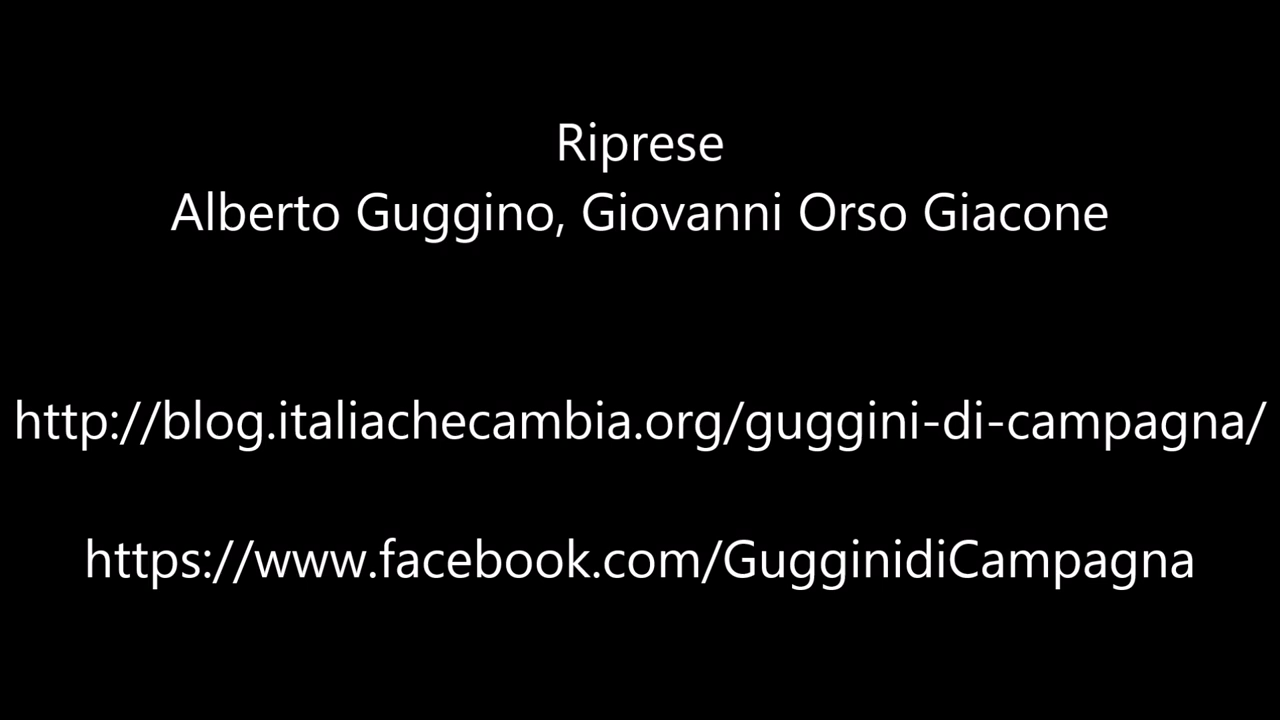 Riprese
Alberto Guggino, Giovanni Orso Giacone
http://blog.italiachecambia.org/guggini-di-campagna/
https://www.facebook.com/GugginidiCampagna